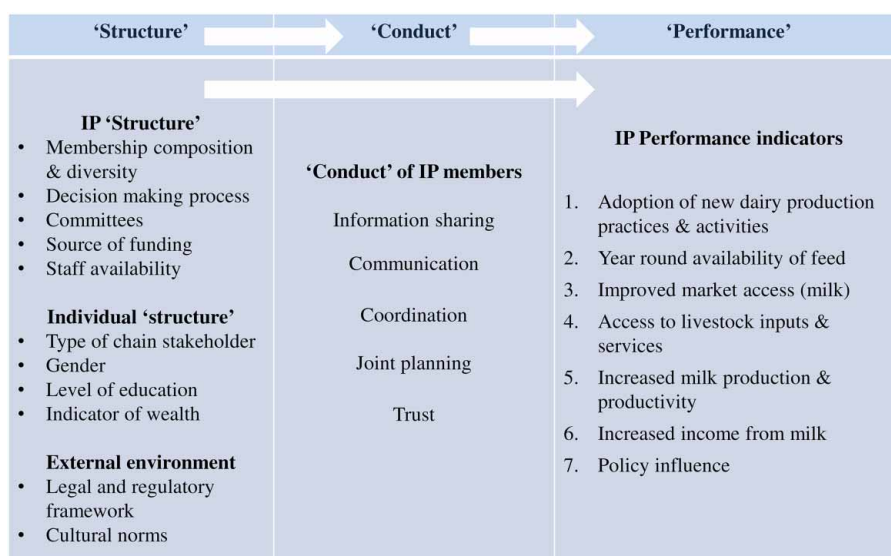 ‘Structure’
‘Conduct’
‘Performance’
IP ‘Structure’
• Membership composition
& diversity
• Decision making process
• Committees
• Source of funding
• Staff availability
Individual ‘structure’
• Type of chain stakeholder
• Gender
• Level of education
• Indicator of wealth
External environment
• Legal and regulatory
framework
• Cultural norms
‘Conduct’ of IP members
Information sharing
Communication
Coordination
Joint planning
Trust
IP Performance indicators
1. Adoption of new dairy production
practices & activities
2. Year round availability of feed
3. Improved market access (milk)
4. Access to livestock inputs &
services
5. Increased milk production &
productivity
6. Increased income from milk
7. Policy influence